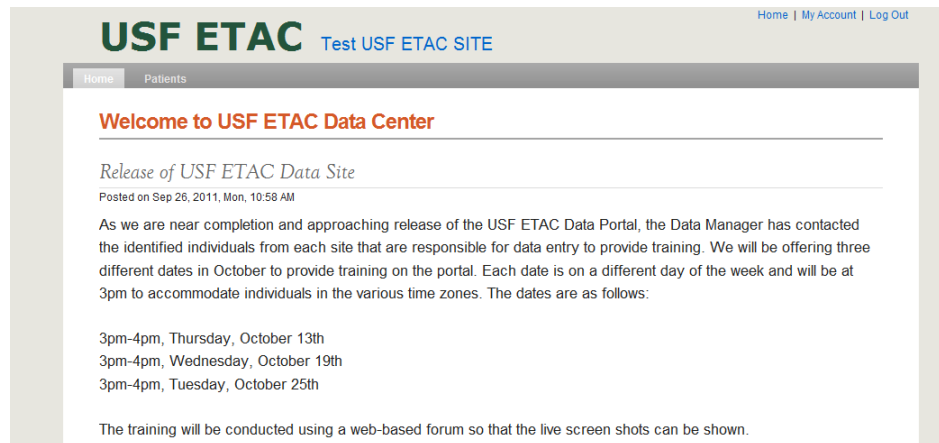 Home | My Account | Log Out
USF ETAC Test USF ETAC SITE
Home Patients
Welcome to USF ETAC Data Center
Release of USF ETAC Data Site
Posted on Sep 26, 2011, Mon, 10:58 AM
As we are near completion and approaching release of the USF ETAC Data Portal, the Data Manager has contacted
the identified individuals from each site that are responsible for data entry to provide training. We will be offering three
different dates in October to provide training on the portal. Each date is on a different day of the week and will be at
3pm to accommodate individuals in the various time zones. The dates are as follows:
3pm-4pm, Thursday, October 13th
3pm-4pm, Wednesday, October 19th
3pm-4pm, Tuesday, October 25th
The training will be conducted using a web-based forum so that the live screen shots can be shown.